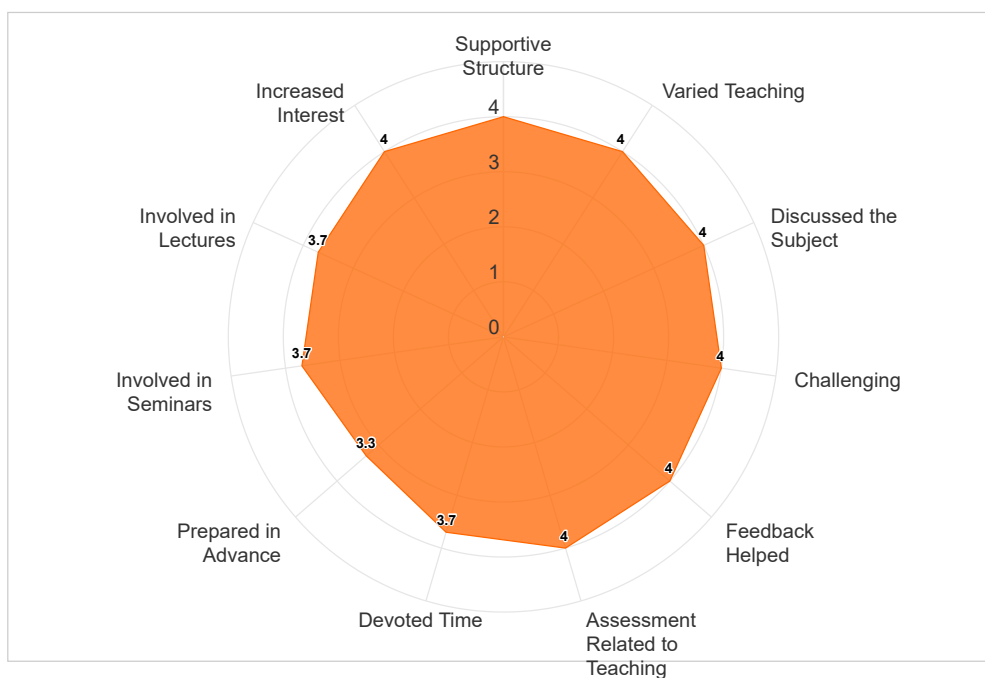 Supportive
Structure
Increased
Interest
Varied Teaching
4
4
4
3
Involved in
Lectures
3.7
2
4
Discussed the
Subject
1
0
Involved in
Seminars
3.7
4
Challenging
3.3
4
Prepared in
Advance
3.7
4
Feedback
Helped
Devoted Time
Assessment
Related to
Teaching